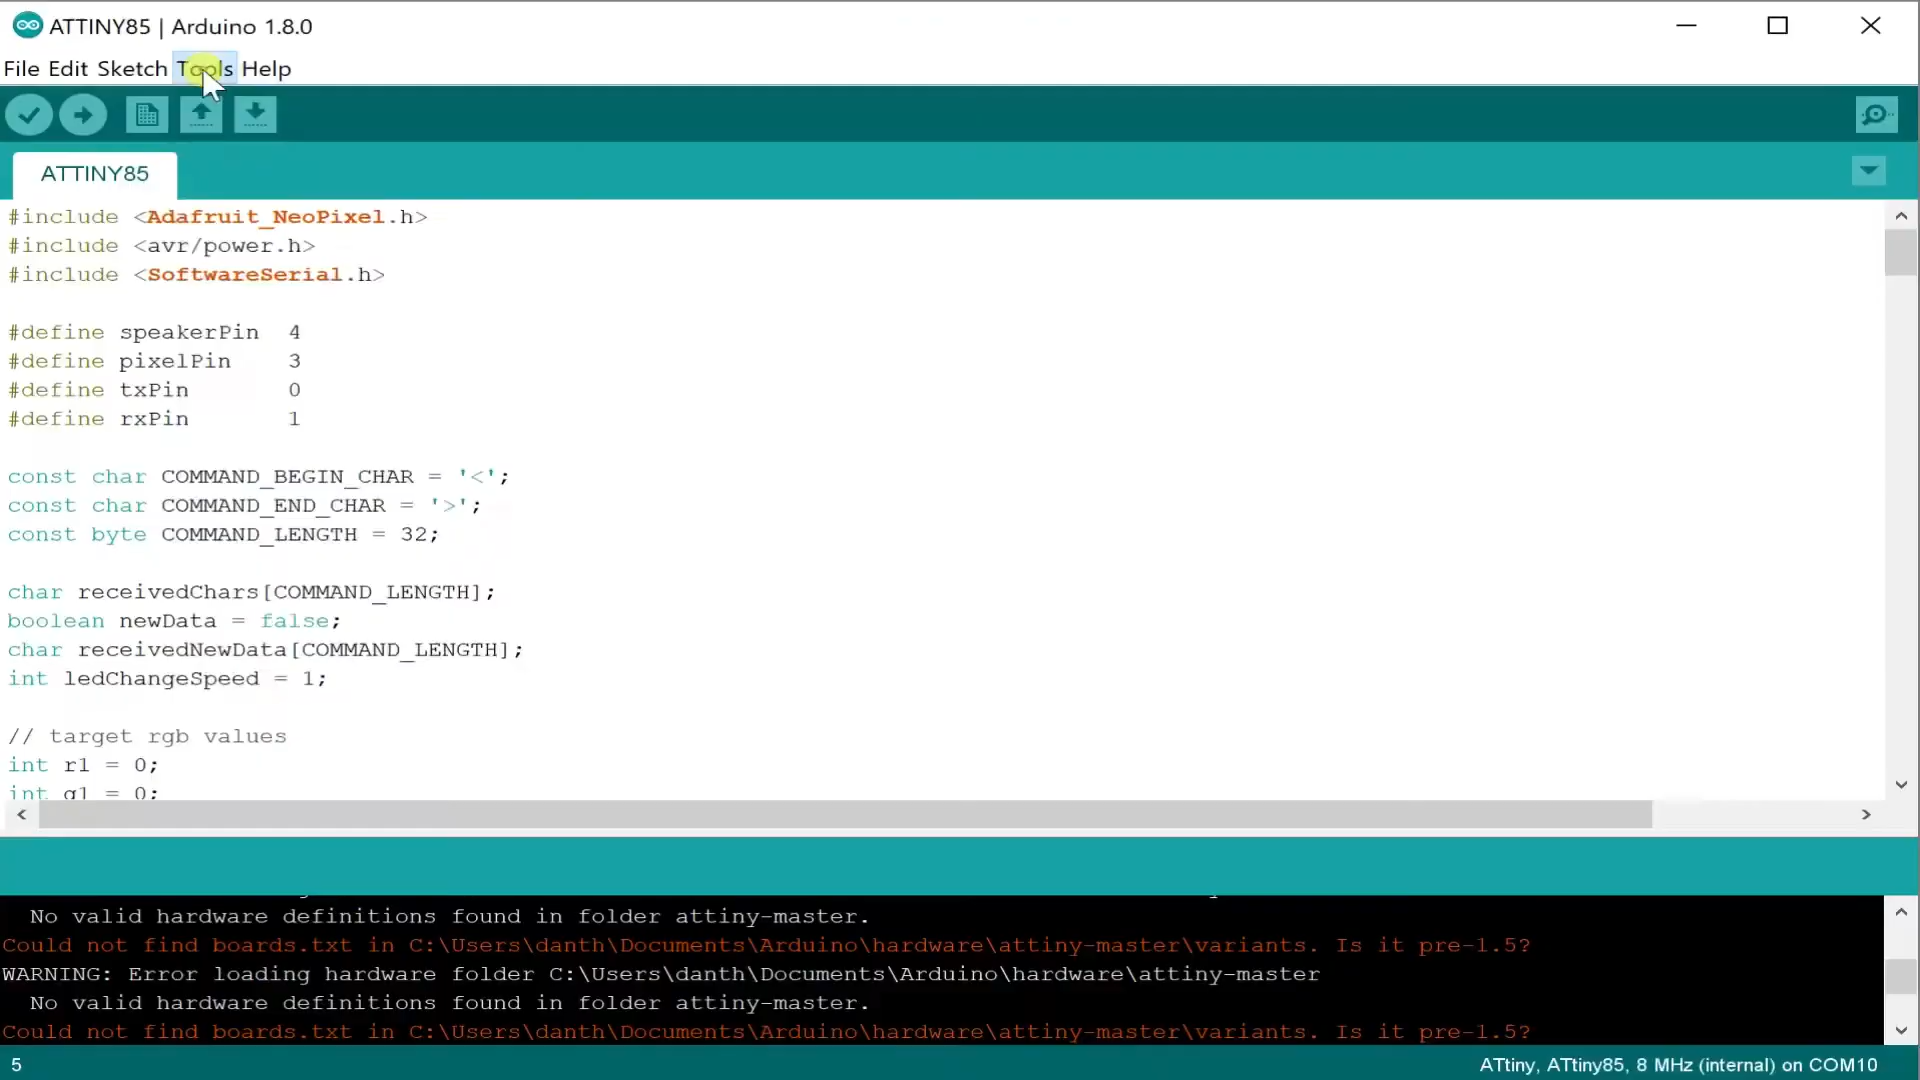 ATTINY85 | Arduino 1.8.0
File Edit Sketch Tools Help
ATTINY85
#include <Adafruit_NeoPixel.h>
#include <avr/power.h>
#include <SoftwareSerial.h>
#define speakerPin 4
#define pixelPin 3
#define txPin 0
#define rxPin 1
const char COMMAND_BEGIN_CHAR = '<';
const char COMMAND_END_CHAR = '>';
const byte COMMAND_LENGTH = 32;
char receivedChars[COMMAND_LENGTH];
boolean newData = false;
char receivedNewData[COMMAND_LENGTH];
int ledChangeSpeed = 1;
// target rgb values
int r1 = 0;
int g1 = 0;
No valid hardware definitions found in folder attiny-master.
Could not find boards.txt in C:\Users\danth\Documents\Arduino\hardware\attiny-master\variants. Is it pre-1.5?
WARNING: Error loading hardware folder C:\Users\danth\Documents\Arduino\hardware\attiny-master
No valid hardware definitions found in folder attiny-master.
Could not find boards.txt in C:\Users\danth\Documents\Arduino\hardware\attiny-master\variants. Is it pre-1.5?
5
ATtiny, ATtiny85, 8 MHz (internal) on COM10